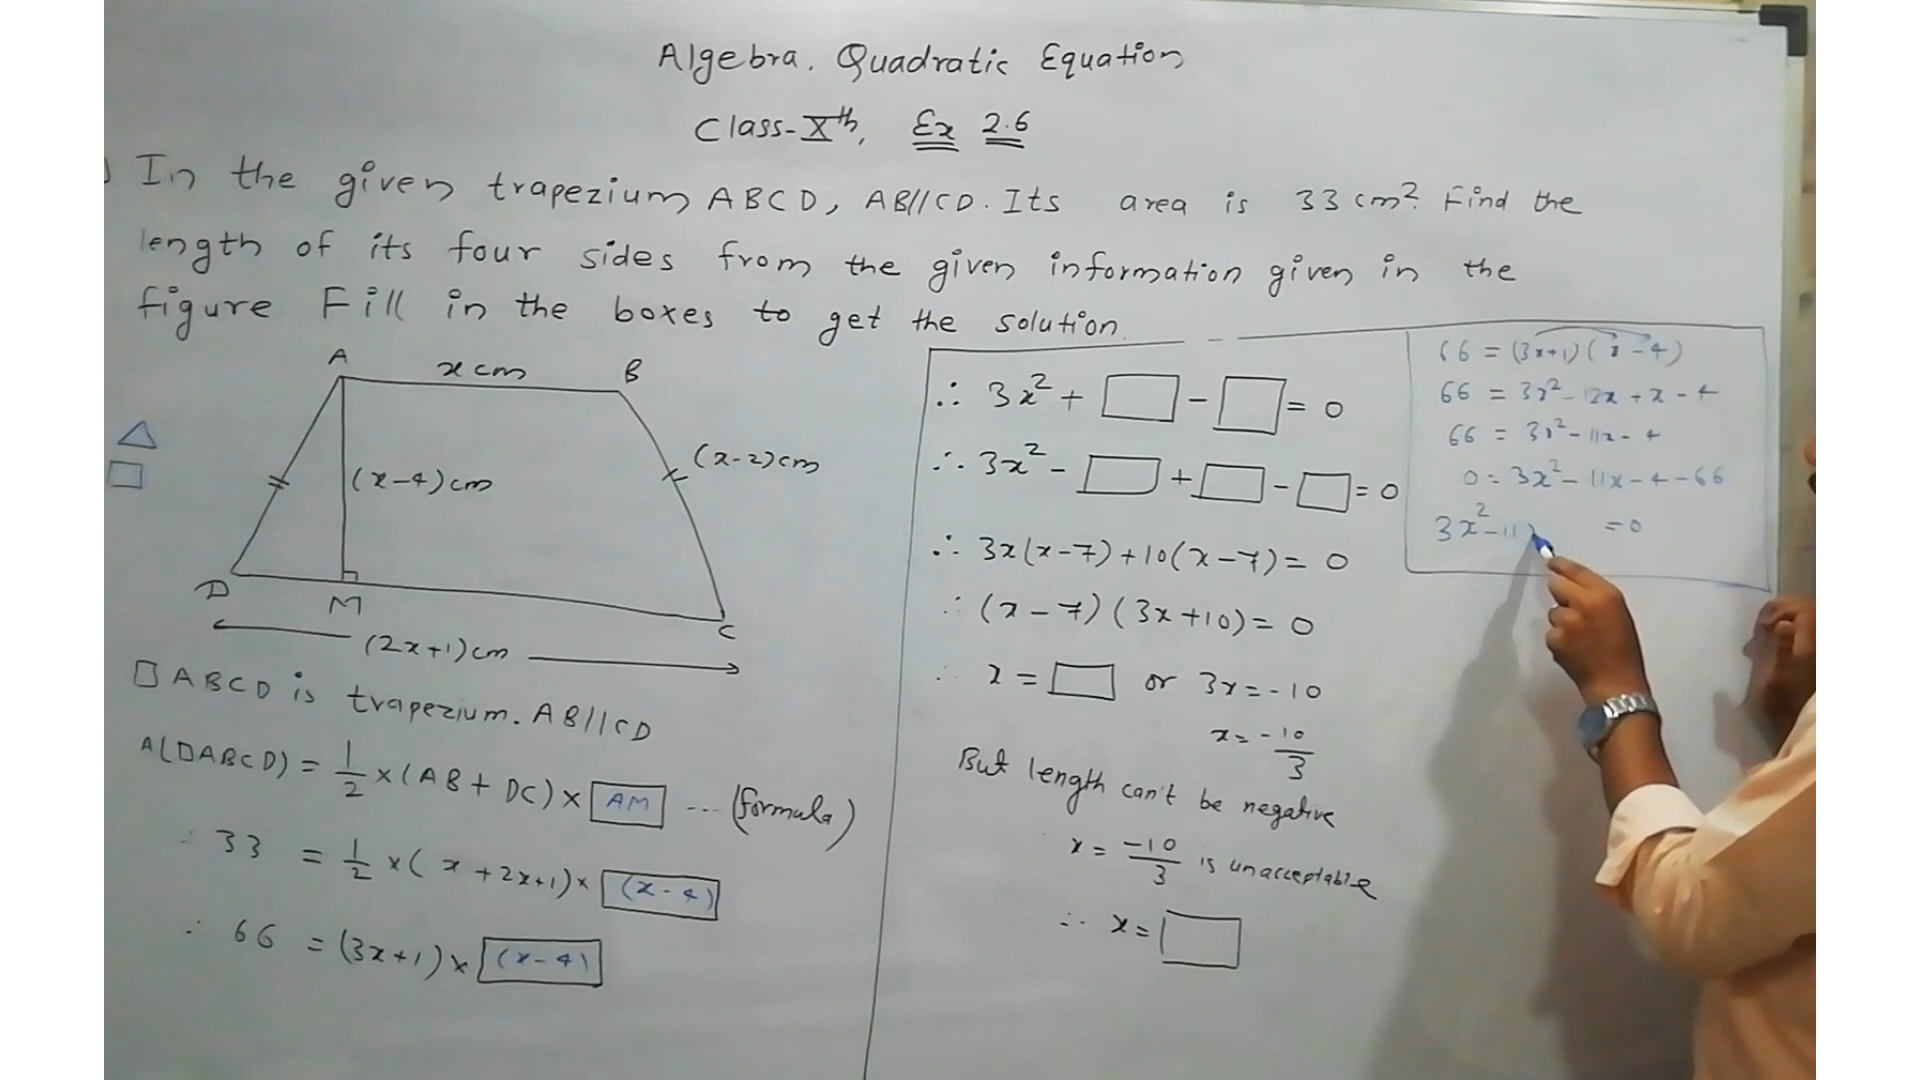 Algebra. Quadratic Equation
Class-Xth, Ex 2.6
In the given trapezium ABCD, AB//CD. Its area is 33 cm². Find the
length of its four sides from the given information given in the
figure Fill in the boxes to get the solution.
A
x cm
B
(x-4)cm
(x-2)cm
D
M
C
(2x+1)cm
□ABCD is trapezium. AB//CD
A(□ABCD) = 1/2 × (AB + DC) × AM ... (formula)
∴ 33 = 1/2 × (x + 2x+1) × (x-4)
∴ 66 = (3x+1) × (x-4)
∴ 3x² + □ - □ = 0
∴ 3x² - □ + □ - □ = 0
∴ 3x(x-7)+10(x-7) = 0
∴ (x-7)(3x+10) = 0
∴ x = □ or 3x = -10
x = -10/3
But length can't be negative
x = -10/3 is unacceptable
∴ x = □
66 = (3x+1)(x-4)
66 = 3x² - 12x + x - 4
66 = 3x² - 11x - 4
0 = 3x² - 11x - 4 - 66
3x² - 11 = 0